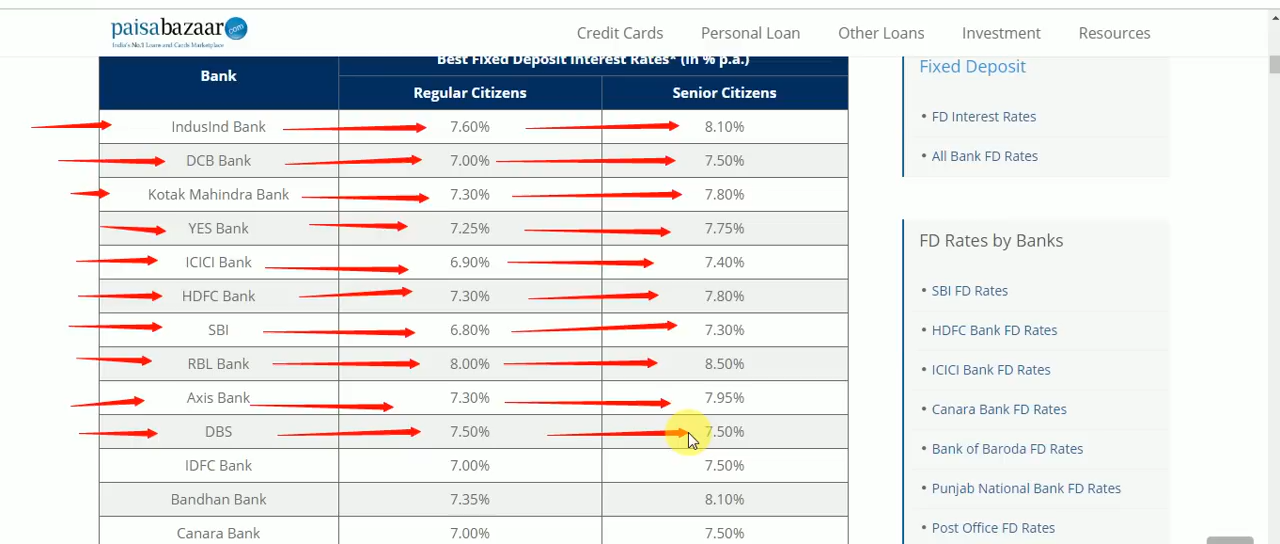 paisabazaar.com
India's No.1 Loans and Cards Marketplace
Credit Cards Personal Loan Other Loans Investment Resources
Bank
Best Fixed Deposit Interest Rates* (in % p.a.)
Regular Citizens Senior Citizens
IndusInd Bank 7.60% 8.10%
DCB Bank 7.00% 7.50%
Kotak Mahindra Bank 7.30% 7.80%
YES Bank 7.25% 7.75%
ICICI Bank 6.90% 7.40%
HDFC Bank 7.30% 7.80%
SBI 6.80% 7.30%
RBL Bank 8.00% 8.50%
Axis Bank 7.30% 7.95%
DBS 7.50% 7.50%
IDFC Bank 7.00% 7.50%
Bandhan Bank 7.35% 8.10%
Canara Bank 7.00% 7.50%
Fixed Deposit
• FD Interest Rates
• All Bank FD Rates
FD Rates by Banks
• SBI FD Rates
• HDFC Bank FD Rates
• ICICI Bank FD Rates
• Canara Bank FD Rates
• Bank of Baroda FD Rates
• Punjab National Bank FD Rates
• Post Office FD Rates